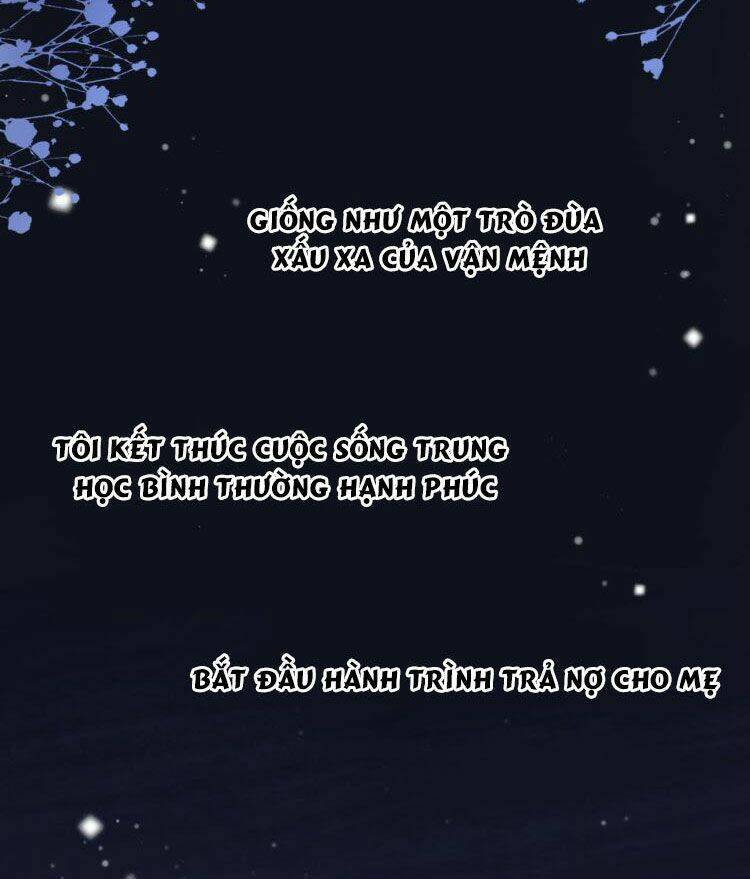 GIỐNG NHƯ MỘT TRÒ ĐÙA
XẤU XA CỦA VẬN MỆNH
TÔI KẾT THÚC CUỘC SỐNG TRUNG
HỌC BÌNH THƯỜNG HẠNH PHÚC
BẮT ĐẦU HÀNH TRÌNH TRẢ NỢ CHO MẸ